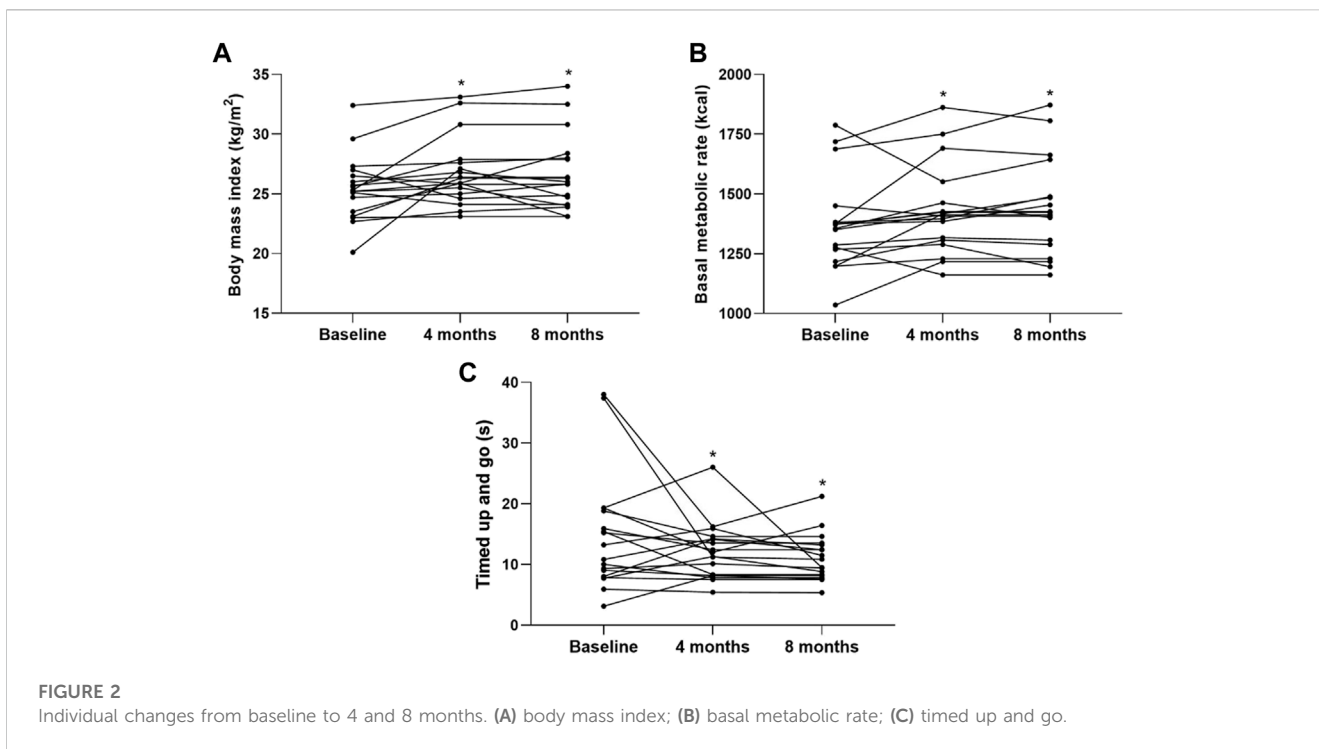 A
B
*
*
35
30
25
20
15
Body mass index (kg/m²)
Baseline
4 months
8 months
*
*
2000
1750
1500
1250
1000
Basal metabolic rate (kcal)
Baseline
4 months
8 months
C
*
*
40
30
20
10
0
Timed up and go (s)
Baseline
4 months
8 months
FIGURE 2
Individual changes from baseline to 4 and 8 months. (A) body mass index; (B) basal metabolic rate; (C) timed up and go.